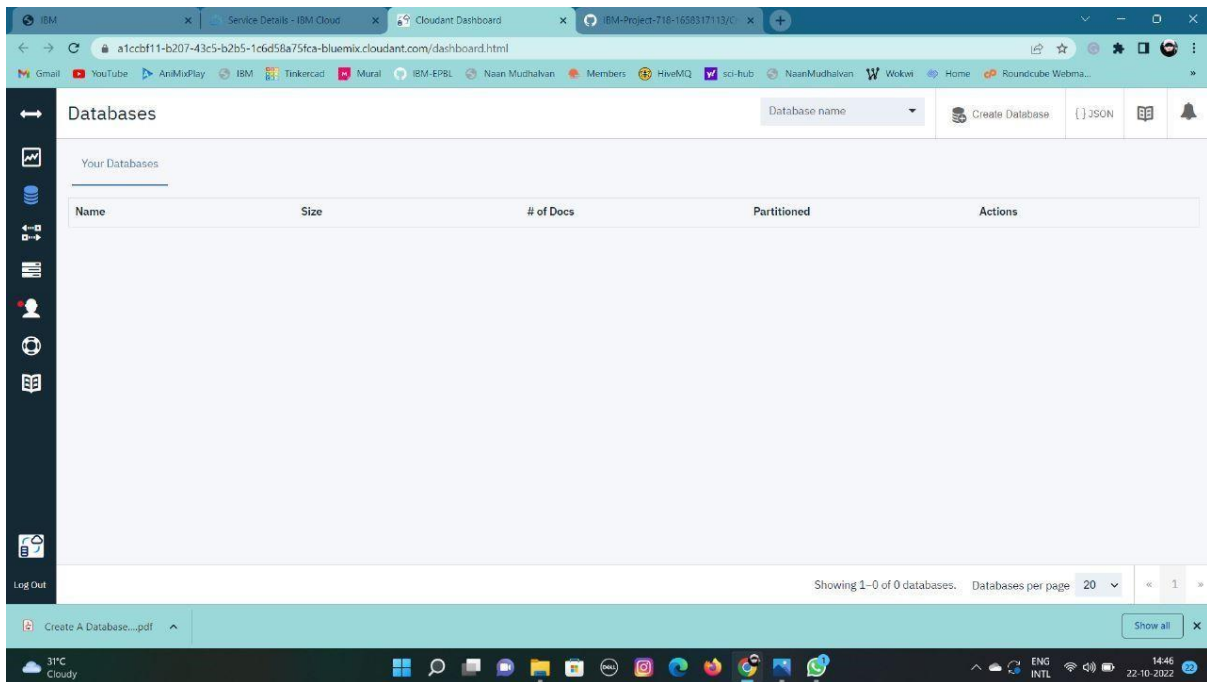 IBM
Service Details - IBM Cloud
Cloudant Dashboard
IBM-Project-718-1658317113/C
a1ccbf11-b207-43c5-b2b5-1c6d58a75fca-bluemix.cloudant.com/dashboard.html
Gmail YouTube AniMixPlay IBM Tinkercad Mural IBM-EPBL Naan Mudhalvan Members HiveMQ sci-hub NaanMudhalvan Wokwi Home Roundcube Webma...
Databases
Database name
Create Database
{ } JSON
Your Databases
Name Size # of Docs Partitioned Actions
Log Out
Showing 1–0 of 0 databases. Databases per page 20 « 1 »
Create A Database....pdf
Show all
31°C
Cloudy
DELL
ENG
INTL
14:46
22-10-2022
22